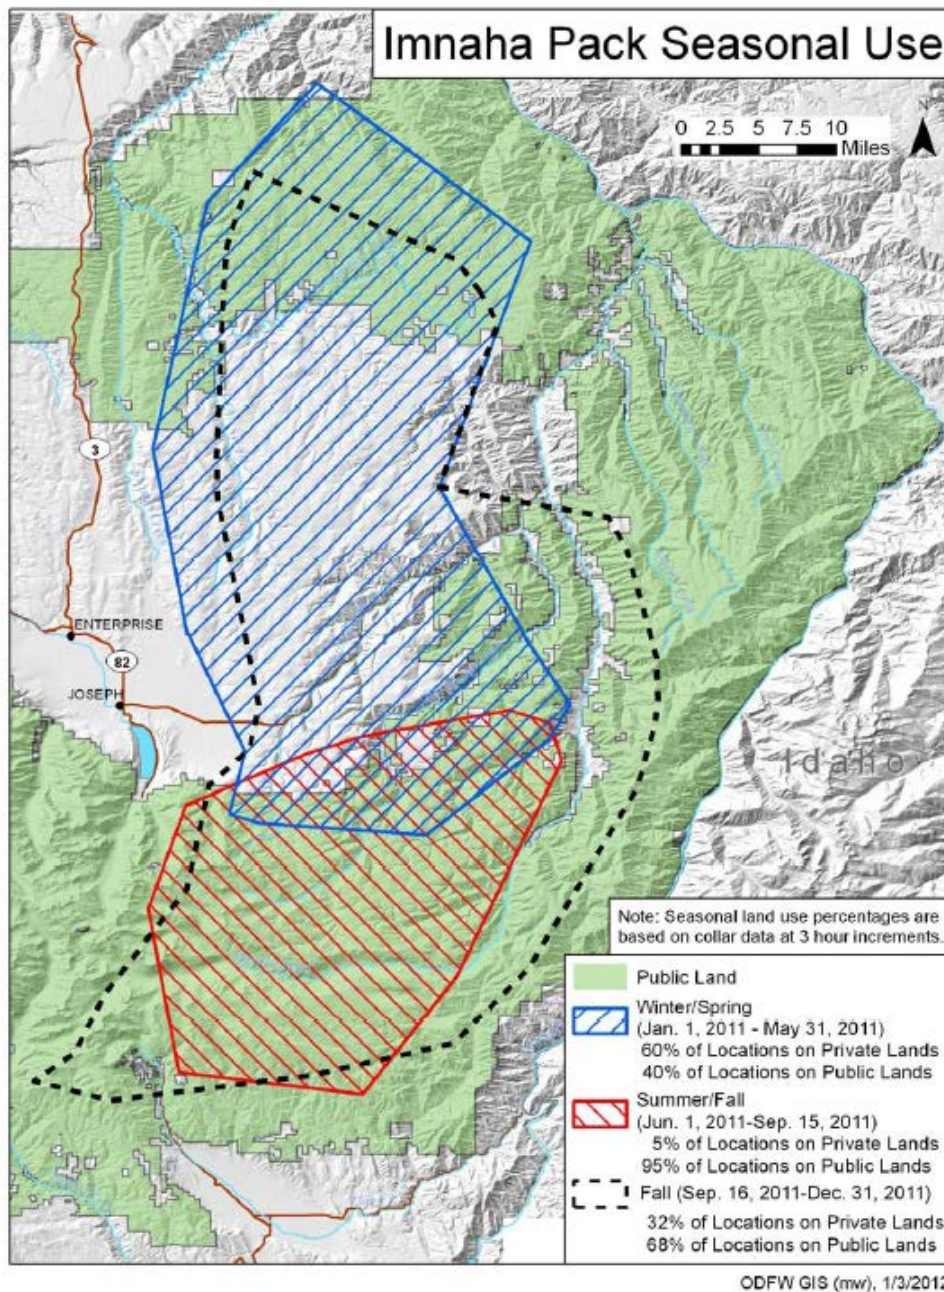 Imnaha Pack Seasonal Use
N
0 2.5 5 7.5 10
Miles
3
ENTERPRISE
82
JOSEPH
Idaho
Note: Seasonal land use percentages are
based on collar data at 3 hour increments.
Public Land
Winter/Spring
(Jan. 1, 2011 - May 31, 2011)
60% of Locations on Private Lands
40% of Locations on Public Lands
Summer/Fall
(Jun. 1, 2011-Sep. 15, 2011)
5% of Locations on Private Lands
95% of Locations on Public Lands
Fall (Sep. 16, 2011-Dec. 31, 2011)
32% of Locations on Private Lands
68% of Locations on Public Lands
ODFW GIS (mw), 1/3/2012